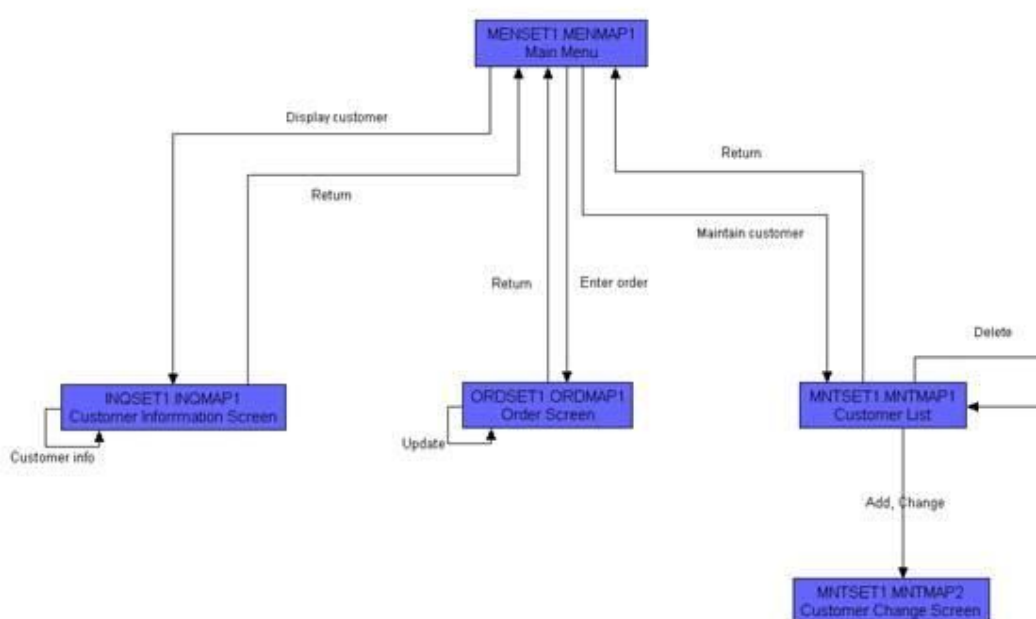 MENSET1.MENMAP1
Main Menu
Display customer
Return
Return
Maintain customer
Return
Enter order
Delete
INQSET1.INQMAP1
Customer Inforrmation Screen
ORDSET1.ORDMAP1
Order Screen
MNTSET1.MNTMAP1
Customer List
Update
Customer info
Add, Change
MNTSET1.MNTMAP2
Customer Change Screen